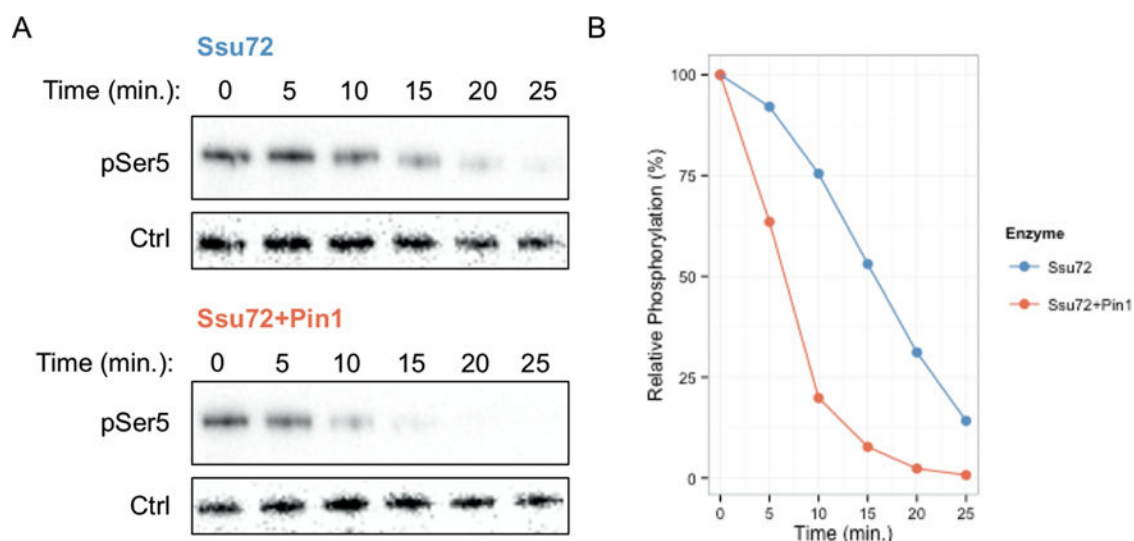 A
Ssu72
Time (min.): 0 5 10 15 20 25
pSer5
Ctrl
Ssu72+Pin1
Time (min.): 0 5 10 15 20 25
pSer5
Ctrl
B
Relative Phosphorylation (%)
100
75
50
25
0
0 5 10 15 20 25
Time (min.)
Enzyme
Ssu72
Ssu72+Pin1